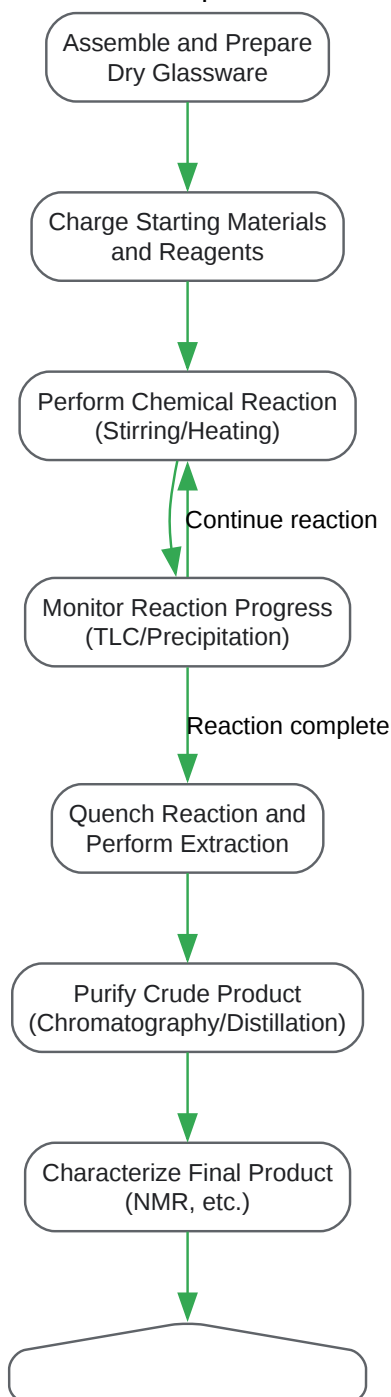 Assemble and Prepare
Dry Glassware
Charge Starting Materials
and Reagents
Perform Chemical Reaction
(Stirring/Heating)
Continue reaction
Monitor Reaction Progress
(TLC/Precipitation)
Reaction complete
Quench Reaction and
Perform Extraction
Purify Crude Product
(Chromatography/Distillation)
Characterize Final Product
(NMR, etc.)